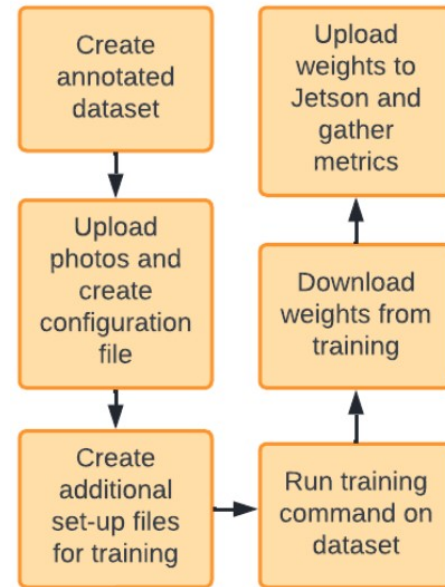 Create
annotated
dataset
Upload
photos and
create
configuration
file
Create
additional
set-up files
for training
Run training
command on
dataset
Download
weights from
training
Upload
weights to
Jetson and
gather
metrics